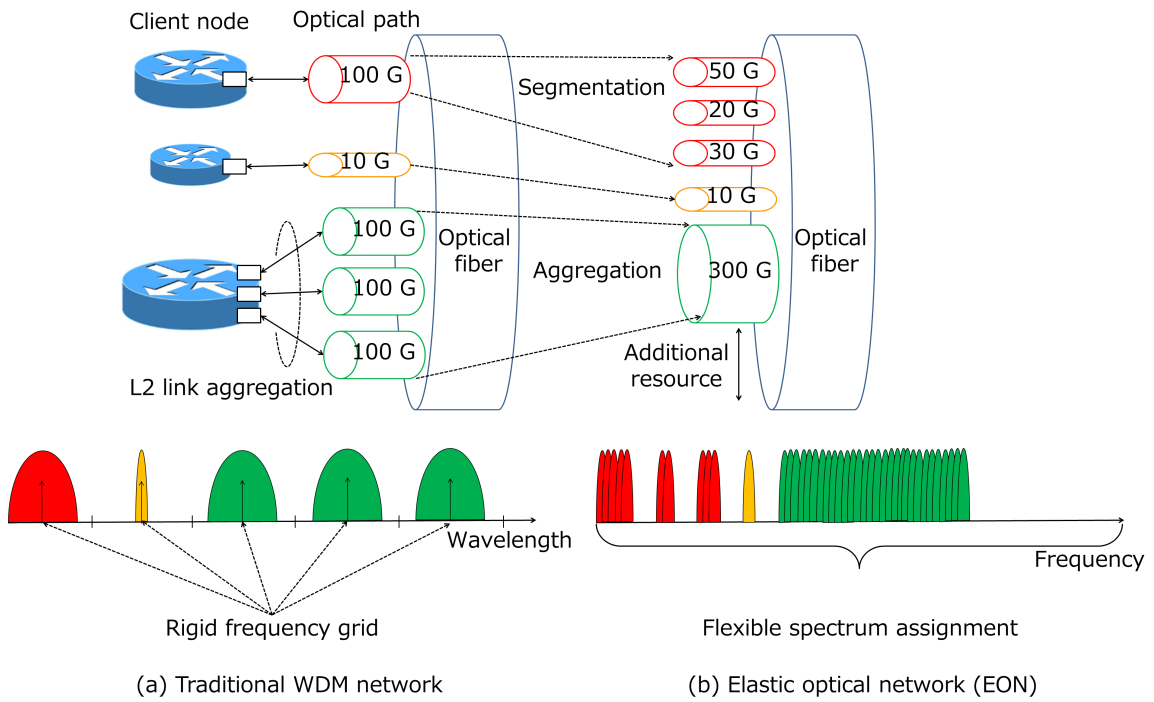 Client node
Optical path
100 G
10 G
100 G
100 G
100 G
L2 link aggregation
Optical
fiber
Segmentation
Aggregation
50 G
20 G
30 G
10 G
300 G
Additional
resource
Optical
fiber
Wavelength
Rigid frequency grid
(a) Traditional WDM network
Frequency
Flexible spectrum assignment
(b) Elastic optical network (EON)